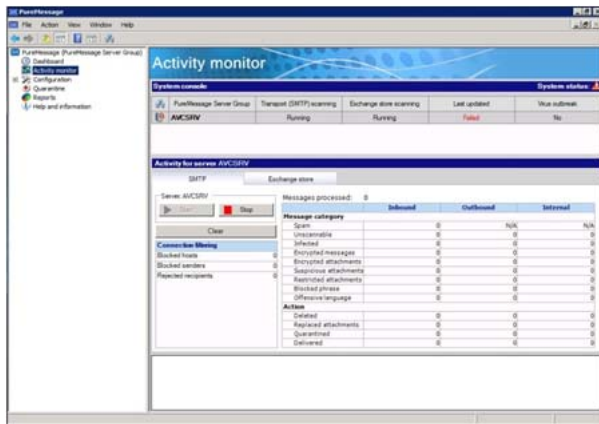 PureMessage
File Action View Window Help
PureMessage (PureMessage Server Group)
Dashboard
Activity monitor
Configuration
Quarantine
Reports
Help and information
Activity monitor
System console System status:
PureMessage Server Group Transport (SMTP) scanning Exchange store scanning Last updated Virus outbreak
AVCSRV Running Running Failed No
Activity for server AVCSRV
SMTP Exchange store
Server: AVCSRV
Start Stop
Clear
Connection filtering
Blocked hosts 0
Blocked senders 0
Rejected recipients 0
Messages processed: 0
Inbound Outbound Internal
Message category
Spam 0 N/A N/A
Unscannable 0 0 0
Infected 0 0 0
Encrypted messages 0 0 0
Encrypted attachments 0 0 0
Suspicious attachments 0 0 0
Restricted attachments 0 0 0
Blocked phrase 0 0 0
Offensive language 0 0 0
Action
Deleted 0 0 0
Replaced attachments 0 0 0
Quarantined 0 0 0
Delivered 0 0 0